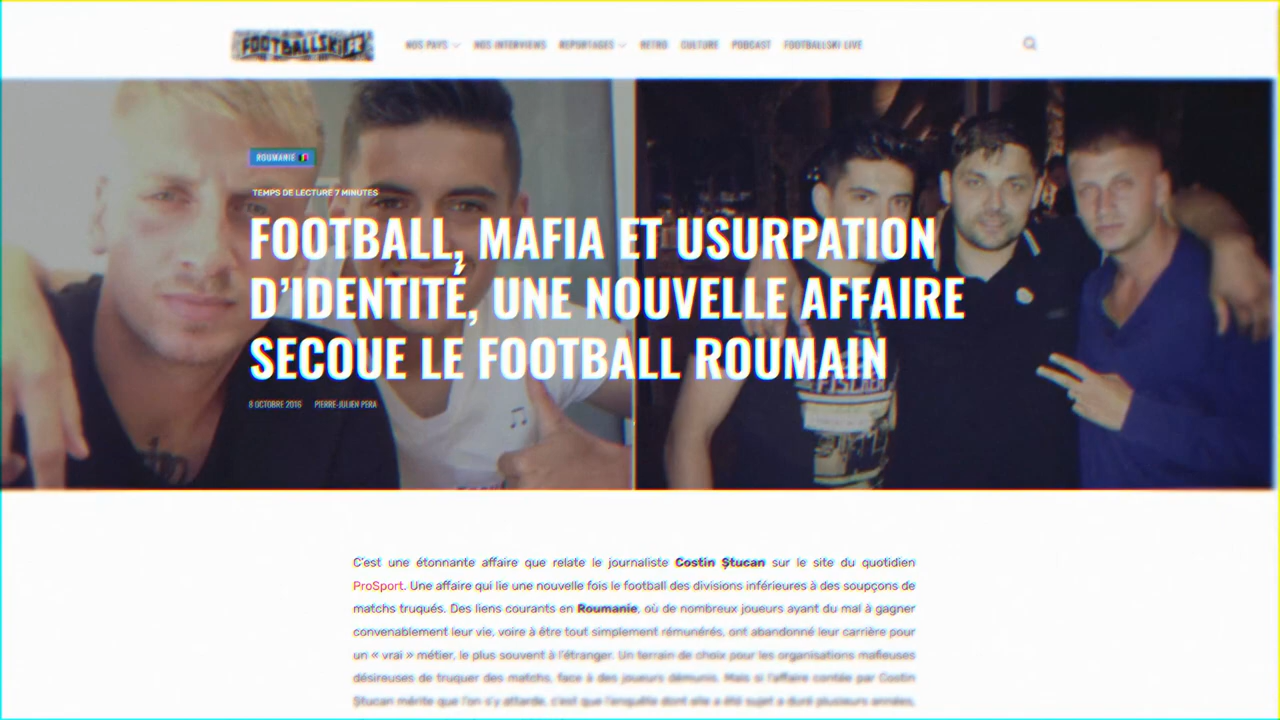 FOOTBALLSKI
NOS PAYS NOS INTERVIEWS REPORTAGES RETRO CULTURE PODCAST FOOTBALLSKI LIVE
ROUMANIE
TEMPS DE LECTURE 7 MINUTES
FOOTBALL, MAFIA ET USURPATION
D'IDENTITÉ, UNE NOUVELLE AFFAIRE
SECOUE LE FOOTBALL ROUMAIN
8 OCTOBRE 2016 PIERRE-JULIEN PERA
FISCHER
C'est une étonnante affaire que relate le journaliste Costin Ștucan sur le site du quotidien
ProSport. Une affaire qui lie une nouvelle fois le football des divisions inférieures à des soupçons de
matchs truqués. Des liens courants en Roumanie, où de nombreux joueurs ayant du mal à gagner
convenablement leur vie, voire à être tout simplement rémunérés, ont abandonné leur carrière pour
un « vrai » métier, le plus souvent à l'étranger. Un terrain de choix pour les organisations mafieuses
désireuses de truquer des matchs, face à des joueurs démunis. Mais si l'affaire contée par Costin
Ștucan mérite que l'on s'y attarde, c'est que l'enquête dont elle a été sujet a duré plusieurs années,